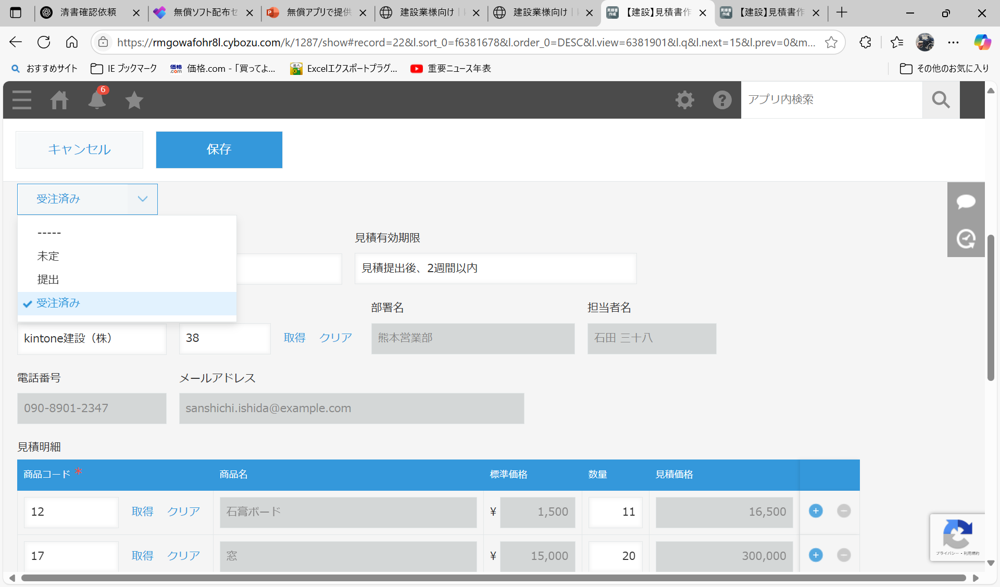 清書確認依頼
無償ソフト配布セ
無償アプリで提供
建設業様向け | k
建設業様向け | k
【建設】見積書作
【建設】見積書作
https://rmgowafohr8l.cybozu.com/k/1287/show#record=22&l.sort_0=f6381678&l.order_0=DESC&l.view=6381901&l.q&l.next=15&l.prev=0&m...
おすすめサイト
IE ブックマーク
価格.com
価格.com - 「買ってよ...
Excelエクスポートプラグ...
重要ニュース年表
その他のお気に入り
6
アプリ内検索
キャンセル
保存
受注済み
-----
未定
提出
受注済み
見積有効期限
見積提出後、2週間以内
部署名
担当者名
kintone建設（株）
38
取得
クリア
熊本営業部
石田 三十八
電話番号
メールアドレス
090-8901-2347
sanshichi.ishida@example.com
見積明細
商品コード *
商品名
標準価格
数量
見積価格
12 取得 クリア 石膏ボード ¥ 1,500 11 16,500
17 取得 クリア 窓 ¥ 15,000 20 300,000
プライバシー・利用規約